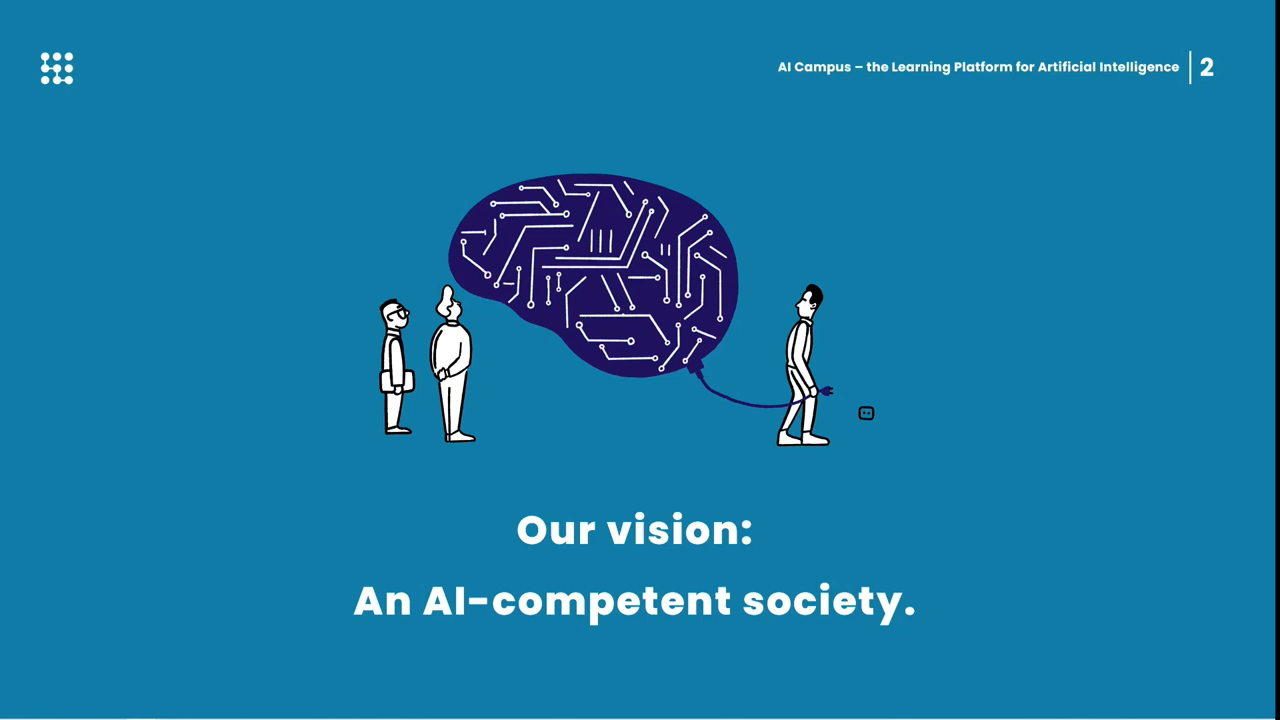 AI Campus – the Learning Platform for Artificial Intelligence
2
Our vision:
An AI-competent society.